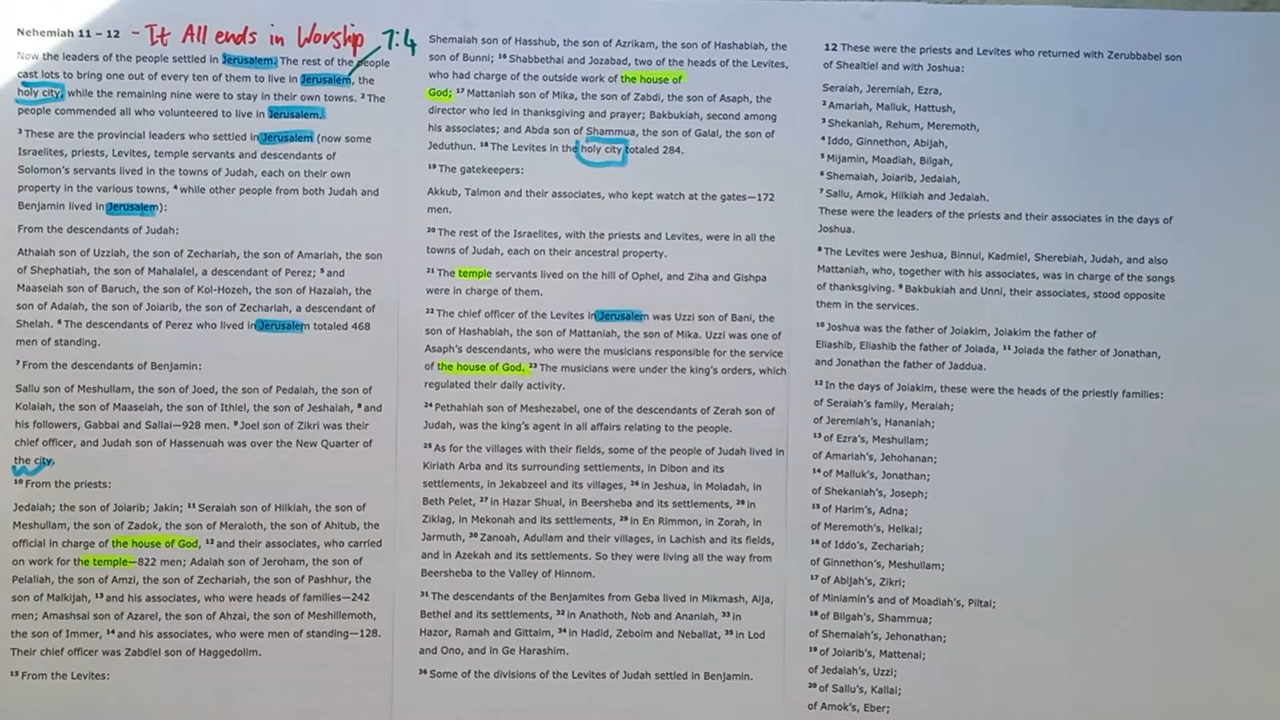 Nehemiah 11 – 12 - It All ends in Worship 7:4
Now the leaders of the people settled in Jerusalem. The rest of the people
cast lots to bring one out of every ten of them to live in Jerusalem, the
holy city, while the remaining nine were to stay in their own towns. ² The
people commended all who volunteered to live in Jerusalem.
³ These are the provincial leaders who settled in Jerusalem (now some
Israelites, priests, Levites, temple servants and descendants of
Solomon's servants lived in the towns of Judah, each on their own
property in the various towns, ⁴ while other people from both Judah and
Benjamin lived in Jerusalem):
From the descendants of Judah:
Athaiah son of Uzziah, the son of Zechariah, the son of Amariah, the son
of Shephatiah, the son of Mahalalel, a descendant of Perez; ⁵ and
Maaseiah son of Baruch, the son of Kol-Hozeh, the son of Hazaiah, the
son of Adaiah, the son of Joiarib, the son of Zechariah, a descendant of
Shelah. ⁶ The descendants of Perez who lived in Jerusalem totaled 468
men of standing.
⁷ From the descendants of Benjamin:
Sallu son of Meshullam, the son of Joed, the son of Pedaiah, the son of
Kolaiah, the son of Maaseiah, the son of Ithiel, the son of Jeshaiah, ⁸ and
his followers, Gabbai and Sallai—928 men. ⁹ Joel son of Zikri was their
chief officer, and Judah son of Hassenuah was over the New Quarter of
the city.
¹⁰ From the priests:
Jedaiah; the son of Joiarib; Jakin; ¹¹ Seraiah son of Hilkiah, the son of
Meshullam, the son of Zadok, the son of Meraioth, the son of Ahitub, the
official in charge of the house of God, ¹² and their associates, who carried
on work for the temple—822 men; Adaiah son of Jeroham, the son of
Pelaliah, the son of Amzi, the son of Zechariah, the son of Pashhur, the
son of Malkijah, ¹³ and his associates, who were heads of families—242
men; Amashsai son of Azarel, the son of Ahzai, the son of Meshillemoth,
the son of Immer, ¹⁴ and his associates, who were men of standing—128.
Their chief officer was Zabdiel son of Haggedolim.
¹⁵ From the Levites:
Shemaiah son of Hasshub, the son of Azrikam, the son of Hashabiah, the
son of Bunni; ¹⁶ Shabbethai and Jozabad, two of the heads of the Levites,
who had charge of the outside work of the house of
God; ¹⁷ Mattaniah son of Mika, the son of Zabdi, the son of Asaph, the
director who led in thanksgiving and prayer; Bakbukiah, second among
his associates; and Abda son of Shammua, the son of Galal, the son of
Jeduthun. ¹⁸ The Levites in the holy city totaled 284.
¹⁹ The gatekeepers:
Akkub, Talmon and their associates, who kept watch at the gates—172
men.
²⁰ The rest of the Israelites, with the priests and Levites, were in all the
towns of Judah, each on their ancestral property.
²¹ The temple servants lived on the hill of Ophel, and Ziha and Gishpa
were in charge of them.
²² The chief officer of the Levites in Jerusalem was Uzzi son of Bani, the
son of Hashabiah, the son of Mattaniah, the son of Mika. Uzzi was one of
Asaph's descendants, who were the musicians responsible for the service
of the house of God. ²³ The musicians were under the king's orders, which
regulated their daily activity.
²⁴ Pethahiah son of Meshezabel, one of the descendants of Zerah son of
Judah, was the king's agent in all affairs relating to the people.
²⁵ As for the villages with their fields, some of the people of Judah lived in
Kiriath Arba and its surrounding settlements, in Dibon and its
settlements, in Jekabzeel and its villages, ²⁶ in Jeshua, in Moladah, in
Beth Pelet, ²⁷ in Hazar Shual, in Beersheba and its settlements, ²⁸ in
Ziklag, in Mekonah and its settlements, ²⁹ in En Rimmon, in Zorah, in
Jarmuth, ³⁰ Zanoah, Adullam and their villages, in Lachish and its fields,
and in Azekah and its settlements. So they were living all the way from
Beersheba to the Valley of Hinnom.
³¹ The descendants of the Benjamites from Geba lived in Mikmash, Aija,
Bethel and its settlements, ³² in Anathoth, Nob and Ananiah, ³³ in
Hazor, Ramah and Gittaim, ³⁴ in Hadid, Zeboim and Neballat, ³⁵ in Lod
and Ono, and in Ge Harashim.
³⁶ Some of the divisions of the Levites of Judah settled in Benjamin.
12 These were the priests and Levites who returned with Zerubbabel son
of Shealtiel and with Joshua:
Seraiah, Jeremiah, Ezra,
² Amariah, Malluk, Hattush,
³ Shekaniah, Rehum, Meremoth,
⁴ Iddo, Ginnethon, Abijah,
⁵ Mijamin, Moadiah, Bilgah,
⁶ Shemaiah, Joiarib, Jedaiah,
⁷ Sallu, Amok, Hilkiah and Jedaiah.
These were the leaders of the priests and their associates in the days of
Joshua.
⁸ The Levites were Jeshua, Binnui, Kadmiel, Sherebiah, Judah, and also
Mattaniah, who, together with his associates, was in charge of the songs
of thanksgiving. ⁹ Bakbukiah and Unni, their associates, stood opposite
them in the services.
¹⁰ Joshua was the father of Joiakim, Joiakim the father of
Eliashib, Eliashib the father of Joiada, ¹¹ Joiada the father of Jonathan,
and Jonathan the father of Jaddua.
¹² In the days of Joiakim, these were the heads of the priestly families:
of Seraiah's family, Meraiah;
of Jeremiah's, Hananiah;
¹³ of Ezra's, Meshullam;
of Amariah's, Jehohanan;
¹⁴ of Malluk's, Jonathan;
of Shekaniah's, Joseph;
¹⁵ of Harim's, Adna;
of Meremoth's, Helkai;
¹⁶ of Iddo's, Zechariah;
of Ginnethon's, Meshullam;
¹⁷ of Abijah's, Zikri;
of Miniamin's and of Moadiah's, Piltai;
¹⁸ of Bilgah's, Shammua;
of Shemaiah's, Jehonathan;
¹⁹ of Joiarib's, Mattenai;
of Jedaiah's, Uzzi;
²⁰ of Sallu's, Kallai;
of Amok's, Eber;